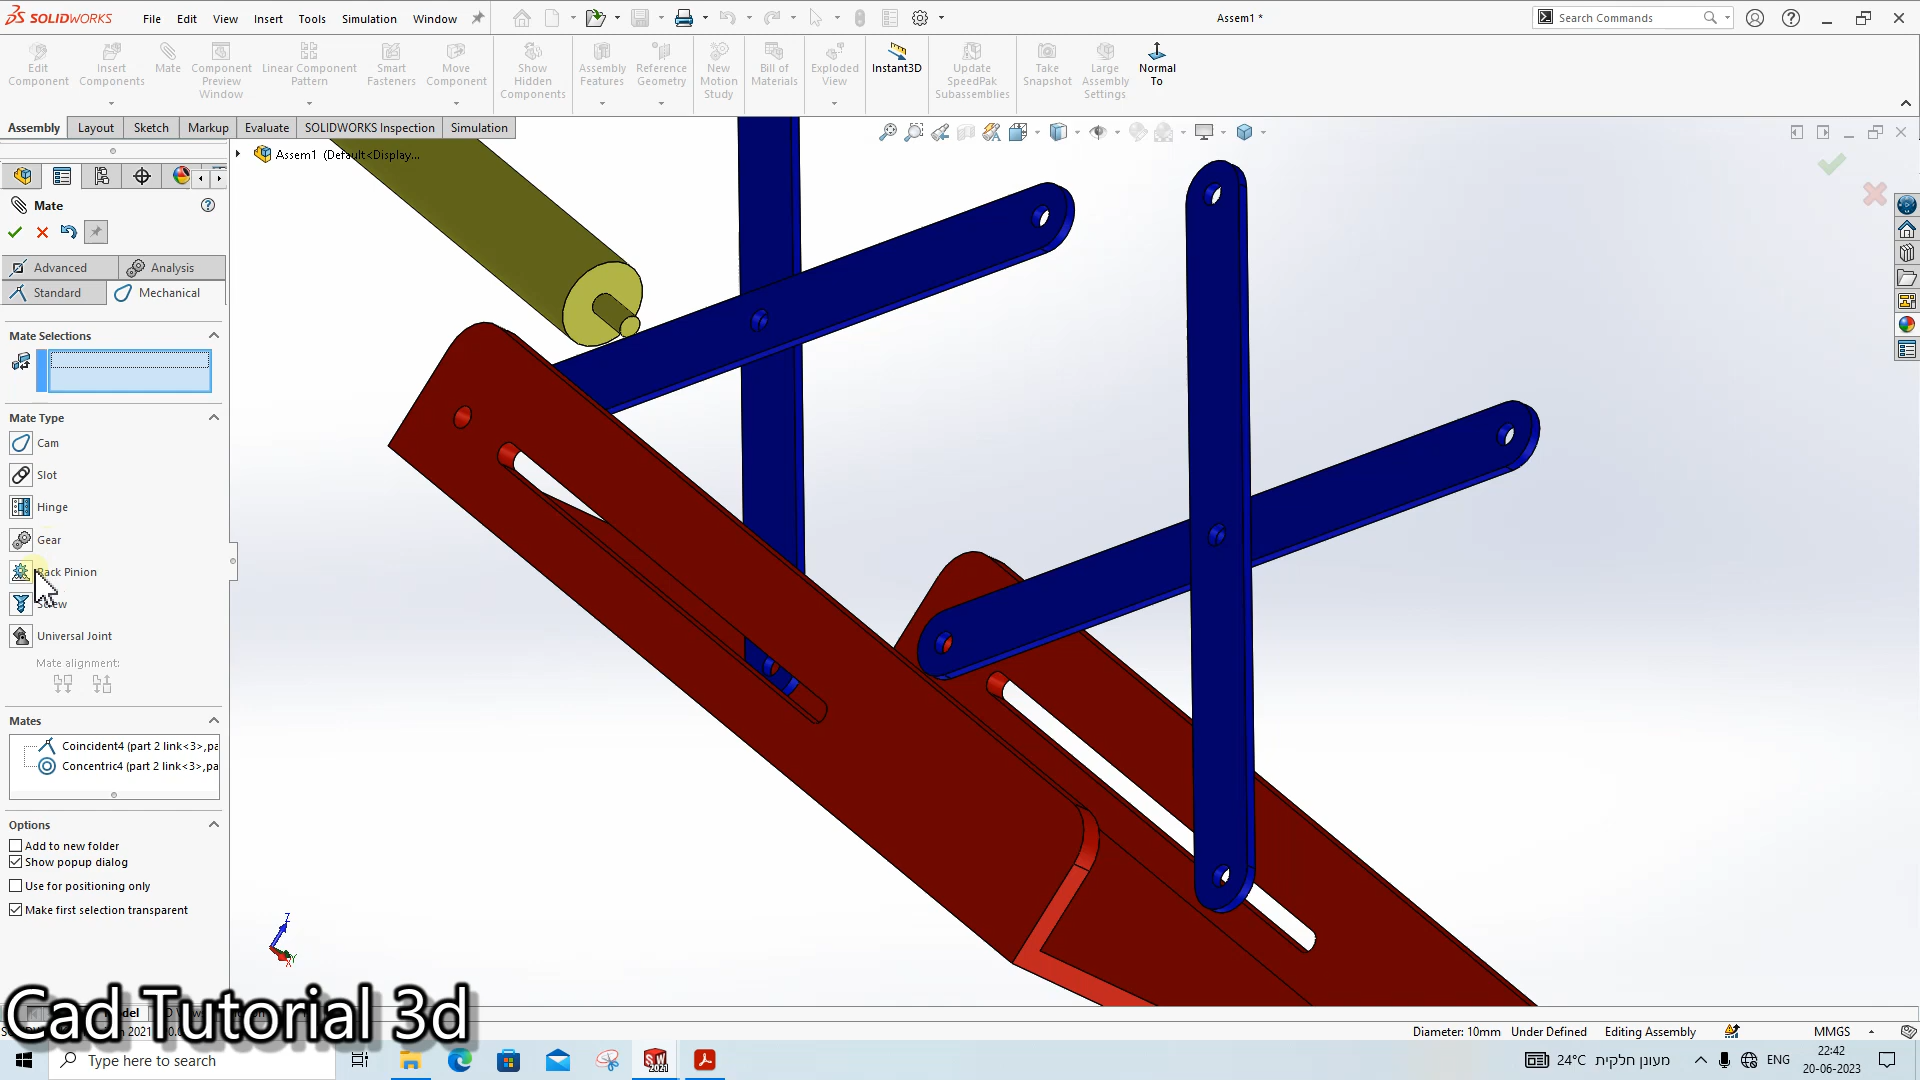 SOLIDWORKS
File Edit View Insert Tools Simulation Window
Assem1 *
Search Commands
Edit Component
Insert Components
Mate
Component Preview Window
Linear Component Pattern
Smart Fasteners
Move Component
Show Hidden Components
Assembly Features
Reference Geometry
New Motion Study
Bill of Materials
Exploded View
Instant3D
Update SpeedPak Subassemblies
Take Snapshot
Large Assembly Settings
Normal To
Assembly Layout Sketch Markup Evaluate SOLIDWORKS Inspection Simulation
Assem1 (Default<Display...
Mate
Advanced Analysis
Standard Mechanical
Mate Selections
Mate Type
Cam
Slot
Hinge
Gear
Pinion
Universal Joint
Mate alignment:
Mates
Coincident4 (part 2 link<3>,pa
Concentric4 (part 2 link<3>,pa
Options
Add to new folder
Show popup dialog
Use for positioning only
Make first selection transparent
Z
Cad Tutorial 3d
Diameter: 10mm Under Defined Editing Assembly MMGS
Type here to search
24°C מעונן חלקית
ENG
22:42
20-06-2023